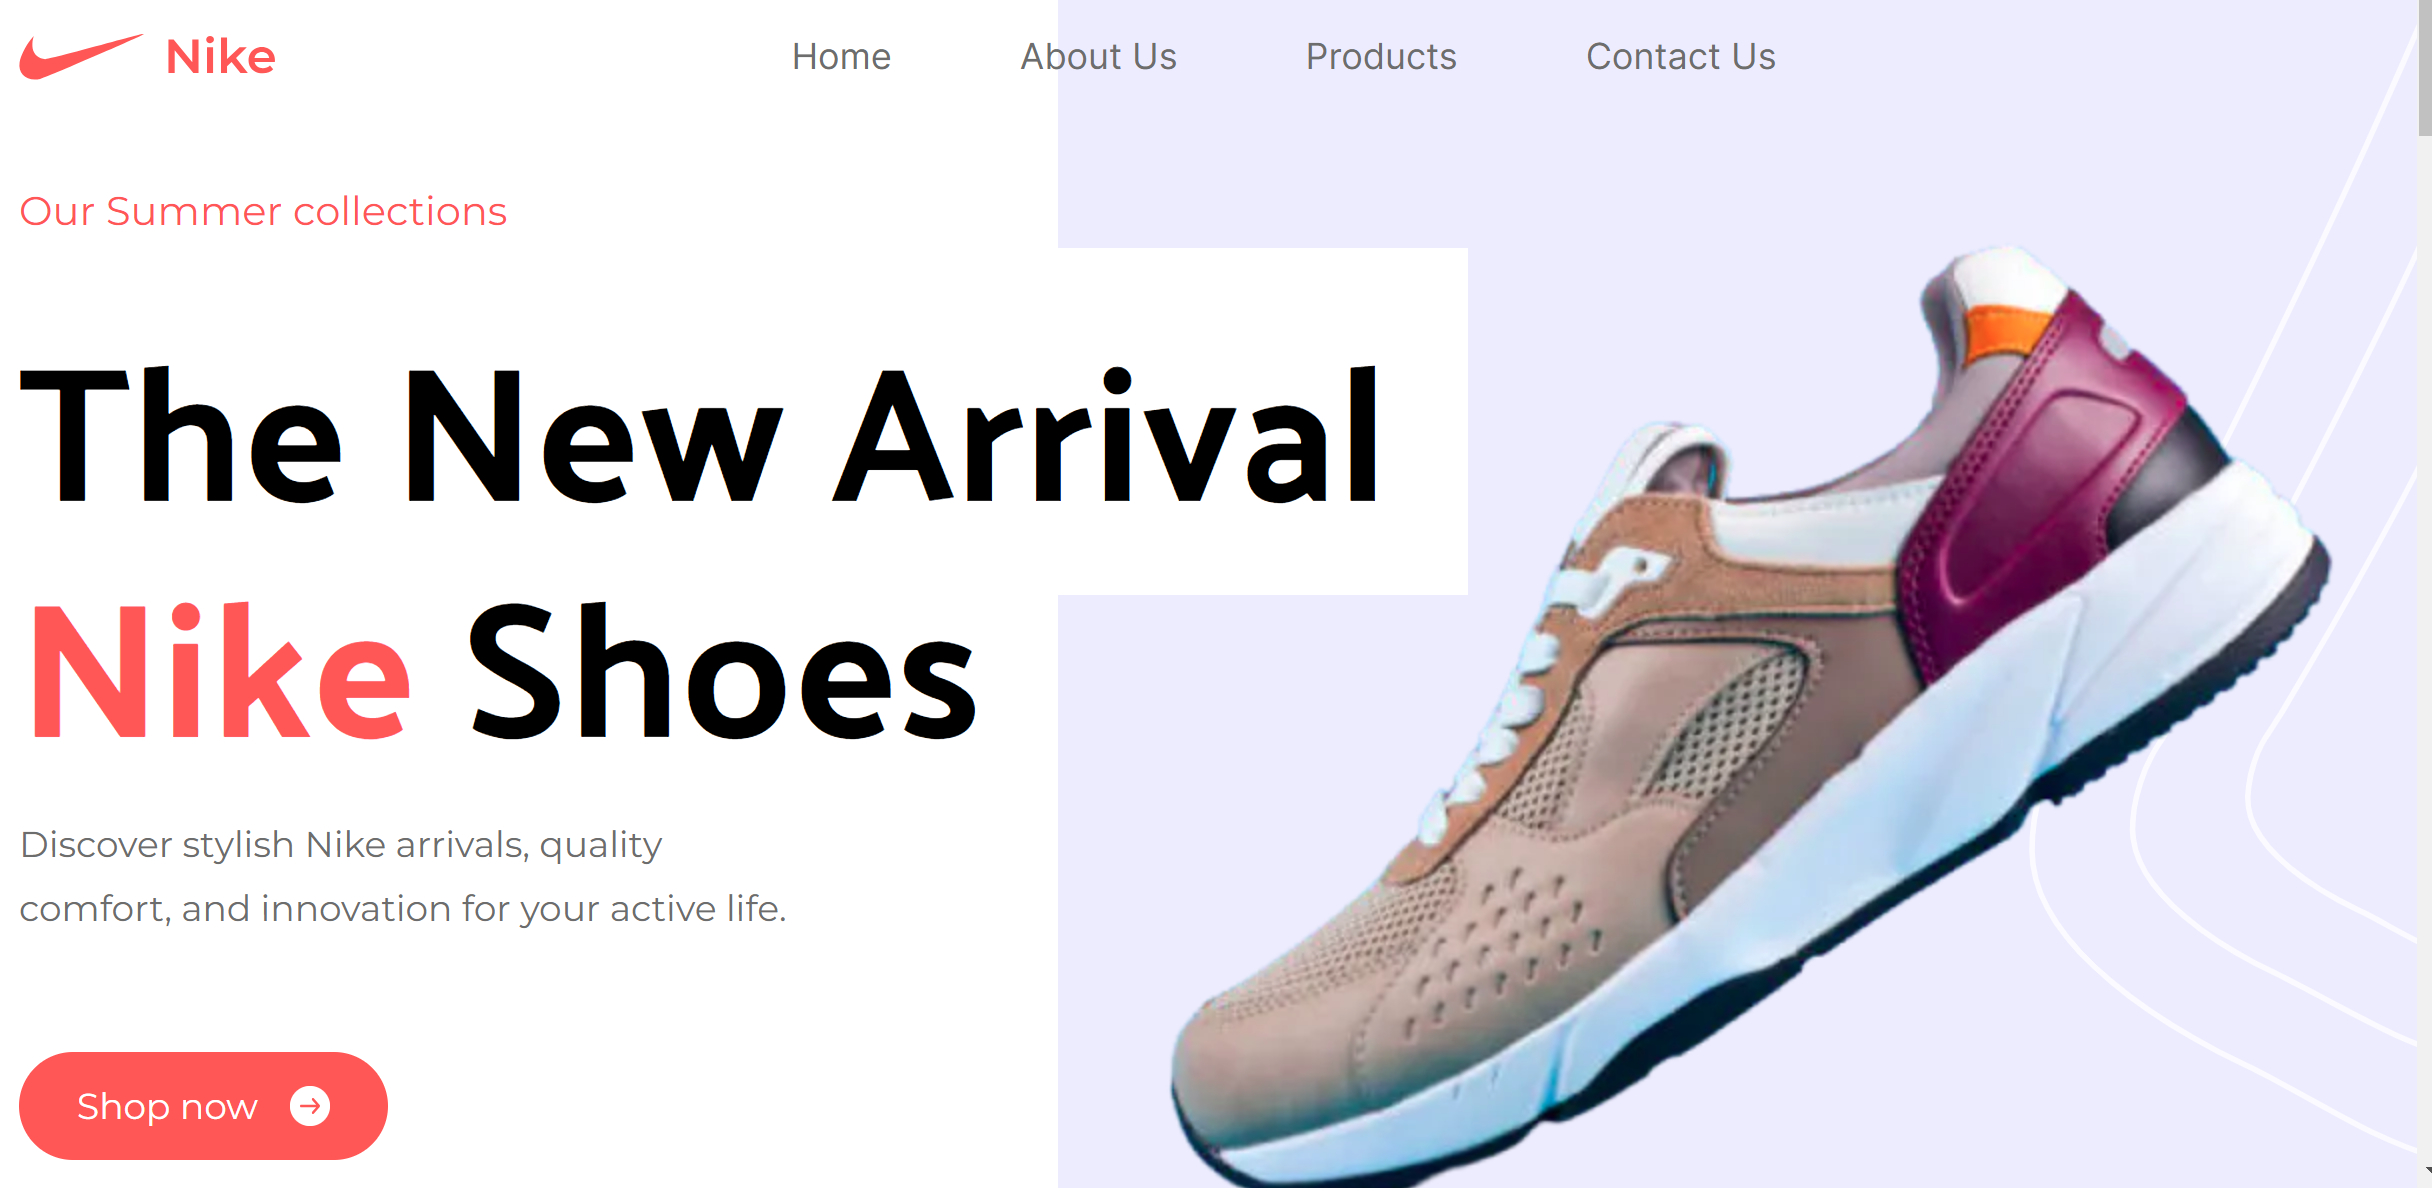 Nike
Home
About Us
Products
Contact Us
Our Summer collections
The New Arrival
Nike Shoes
Discover stylish Nike arrivals, quality
comfort, and innovation for your active life.
Shop now